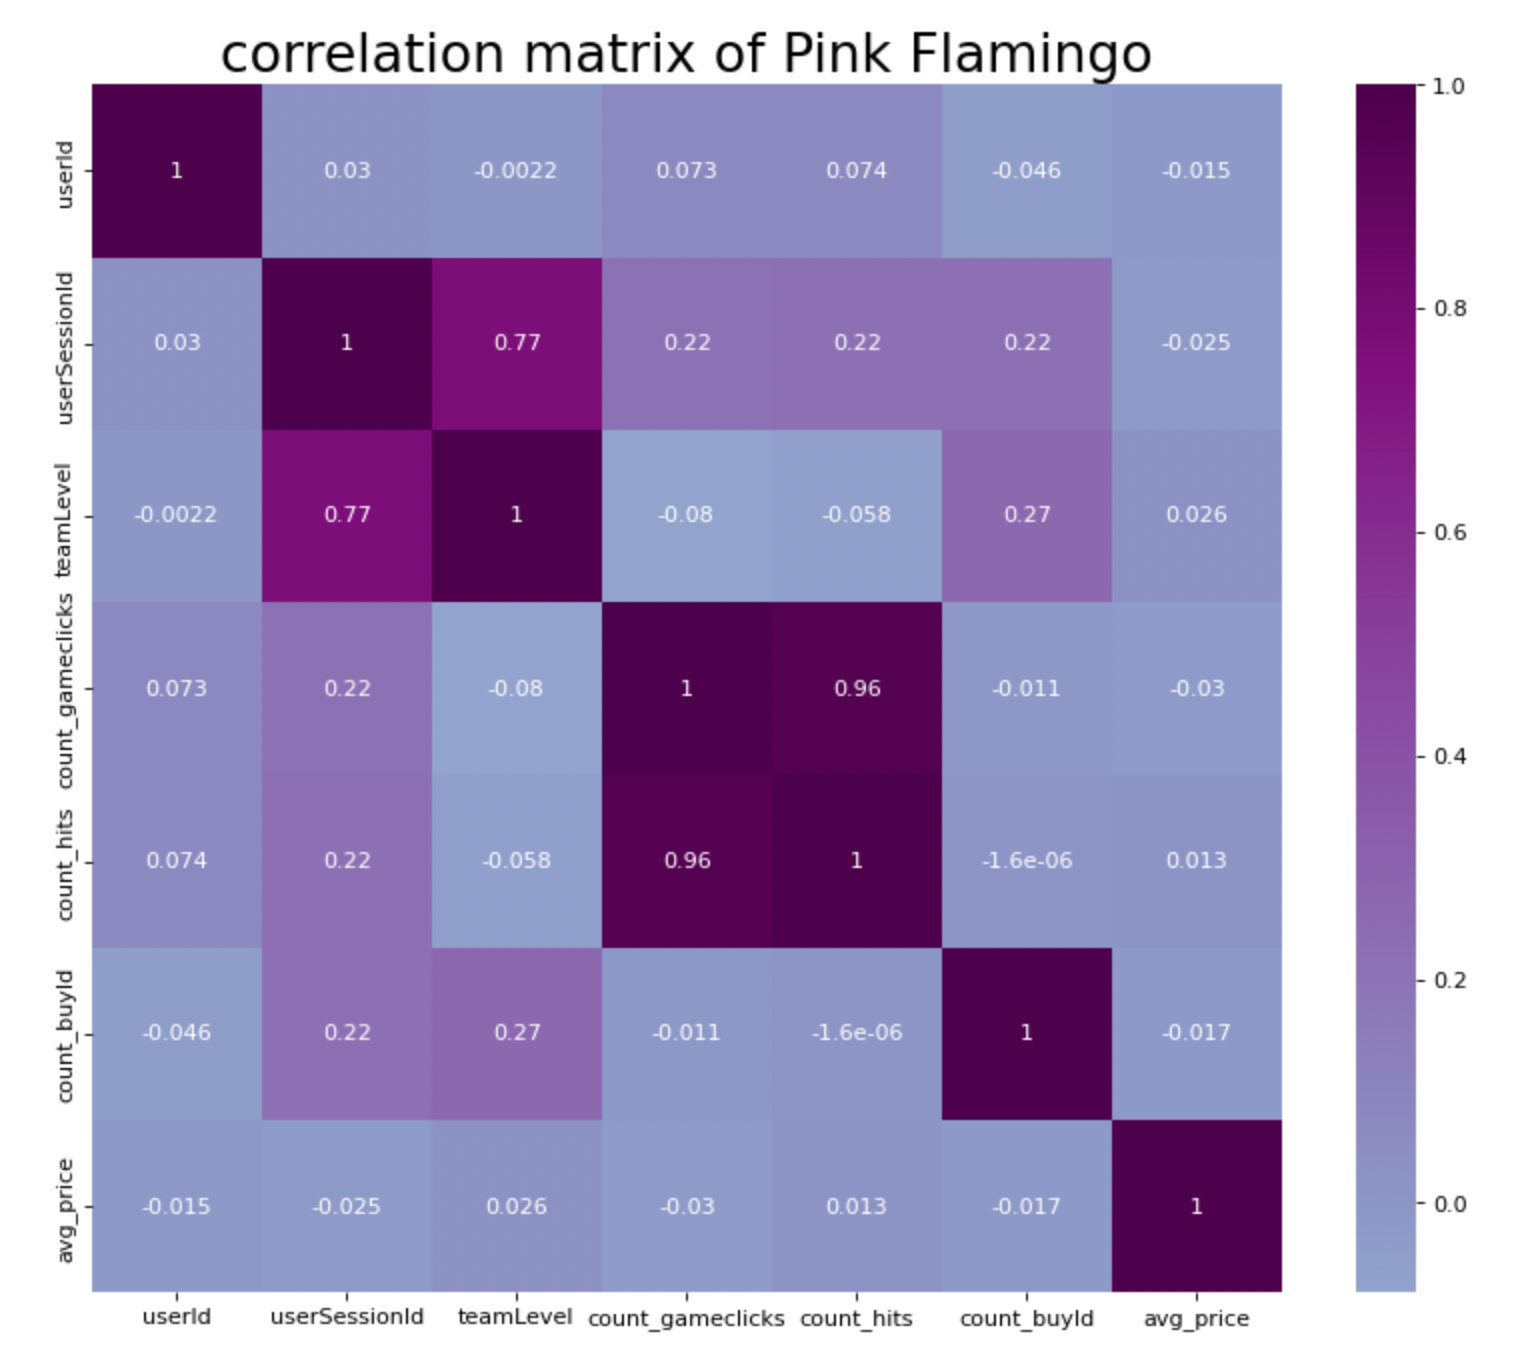 correlation matrix of Pink Flamingo
userId 1 0.03 -0.0022 0.073 0.074 -0.046 -0.015
userSessionId 0.03 1 0.77 0.22 0.22 0.22 -0.025
teamLevel -0.0022 0.77 1 -0.08 -0.058 0.27 0.026
count_gameclicks 0.073 0.22 -0.08 1 0.96 -0.011 -0.03
count_hits 0.074 0.22 -0.058 0.96 1 -1.6e-06 0.013
count_buyId -0.046 0.22 0.27 -0.011 -1.6e-06 1 -0.017
avg_price -0.015 -0.025 0.026 -0.03 0.013 -0.017 1
userId userSessionId teamLevel count_gameclicks count_hits count_buyId avg_price
1.0
0.8
0.6
0.4
0.2
0.0